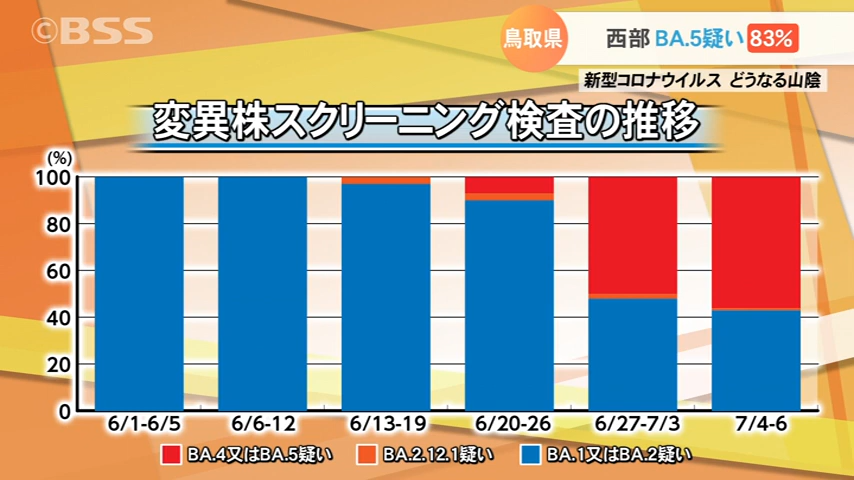 ©BSS
鳥取県
西部 BA.5疑い 83%
新型コロナウイルス どうなる山陰
変異株スクリーニング検査の推移
(%)
100
80
60
40
20
0
6/1-6/5 6/6-12 6/13-19 6/20-26 6/27-7/3 7/4-6
BA.4又はBA.5疑い BA.2.12.1疑い BA.1又はBA.2疑い